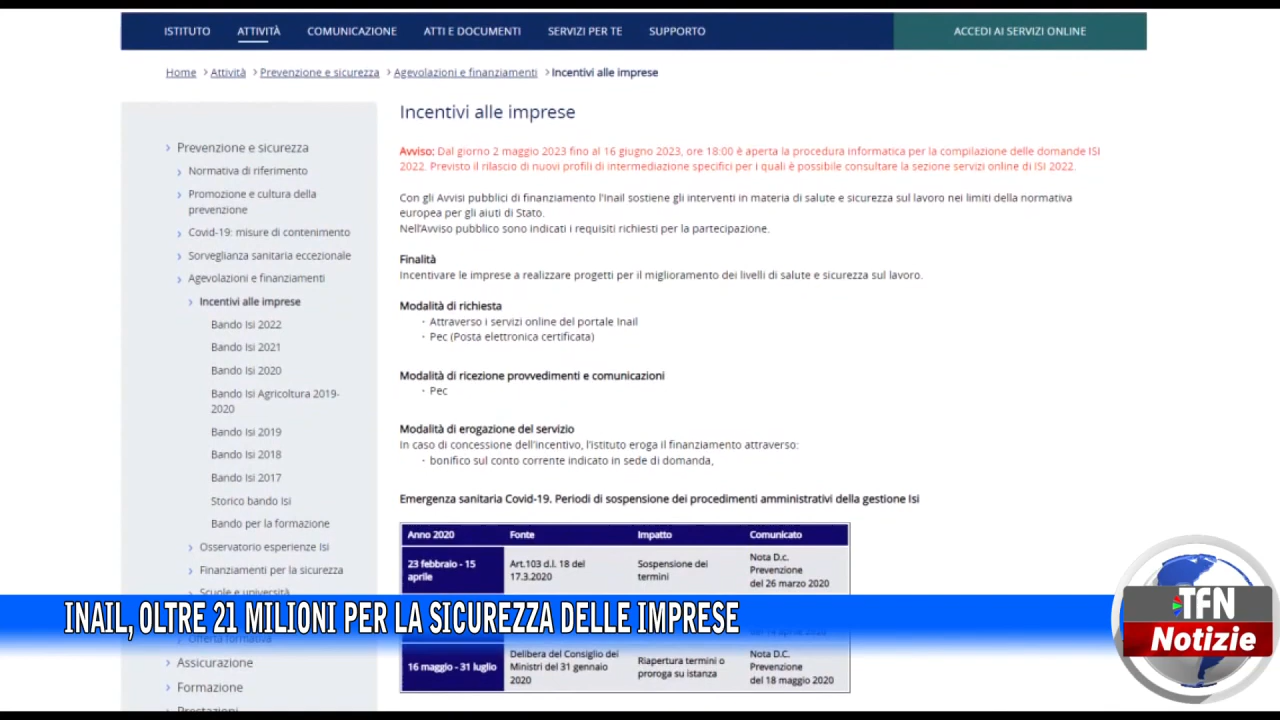 ISTITUTO ATTIVITÀ COMUNICAZIONE ATTI E DOCUMENTI SERVIZI PER TE SUPPORTO ACCEDI AI SERVIZI ONLINE
Home > Attività > Prevenzione e sicurezza > Agevolazioni e finanziamenti > Incentivi alle imprese
Prevenzione e sicurezza
Normativa di riferimento
Promozione e cultura della
prevenzione
Covid-19: misure di contenimento
Sorveglianza sanitaria eccezionale
Agevolazioni e finanziamenti
Incentivi alle imprese
Bando Isi 2022
Bando Isi 2021
Bando Isi 2020
Bando Isi Agricoltura 2019-
2020
Bando Isi 2019
Bando Isi 2018
Bando Isi 2017
Storico bando Isi
Bando per la formazione
Osservatorio esperienze Isi
Finanziamenti per la sicurezza
Scuole e università
Offerta formativa
Assicurazione
Formazione
Prestazioni
Incentivi alle imprese
Avviso: Dal giorno 2 maggio 2023 fino al 16 giugno 2023, ore 18:00 è aperta la procedura informatica per la compilazione delle domande ISI
2022. Previsto il rilascio di nuovi profili di intermediazione specifici per i quali è possibile consultare la sezione servizi online di ISI 2022.
Con gli Avvisi pubblici di finanziamento l'Inail sostiene gli interventi in materia di salute e sicurezza sul lavoro nei limiti della normativa
europea per gli aiuti di Stato.
Nell'Avviso pubblico sono indicati i requisiti richiesti per la partecipazione.
Finalità
Incentivare le imprese a realizzare progetti per il miglioramento dei livelli di salute e sicurezza sul lavoro.
Modalità di richiesta
· Attraverso i servizi online del portale Inail
· Pec (Posta elettronica certificata)
Modalità di ricezione provvedimenti e comunicazioni
· Pec
Modalità di erogazione del servizio
In caso di concessione dell'incentivo, l'istituto eroga il finanziamento attraverso:
· bonifico sul conto corrente indicato in sede di domanda,
Emergenza sanitaria Covid-19. Periodi di sospensione dei procedimenti amministrativi della gestione Isi
Anno 2020 Fonte Impatto Comunicato
23 febbraio - 15
aprile
Art.103 d.l. 18 del
17.3.2020
Sospensione dei
termini
Nota D.c.
Prevenzione
del 26 marzo 2020
16 maggio - 31 luglio
Delibera del Consiglio dei
Ministri del 31 gennaio
2020
Riapertura termini o
proroga su istanza
Nota D.C.
Prevenzione
del 18 maggio 2020
INAIL, OLTRE 21 MILIONI PER LA SICUREZZA DELLE IMPRESE
TFN
Notizie